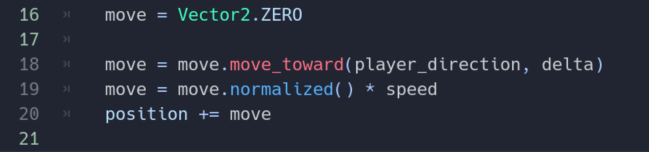 16 move = Vector2.ZERO
17
18 move = move.move_toward(player_direction, delta)
19 move = move.normalized() * speed
20 position += move
21